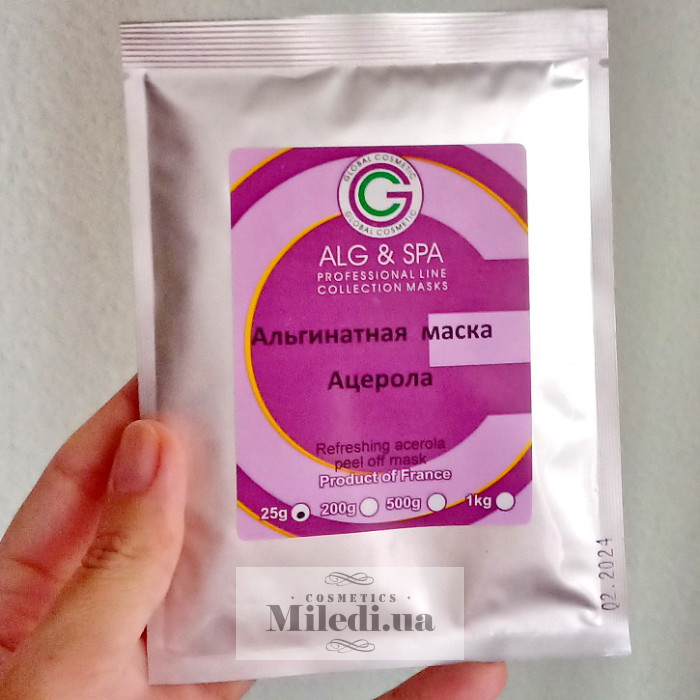 GLOBAL COSMETIC
GLOBAL COSMETIC
ALG & SPA
PROFESSIONAL LINE
COLLECTION MASKS
Альгинатная маска
Ацерола
Refreshing acerola
peel off mask
Product of France
25g 200g 500g 1kg
02.2024
COSMETICS
Miledi.ua